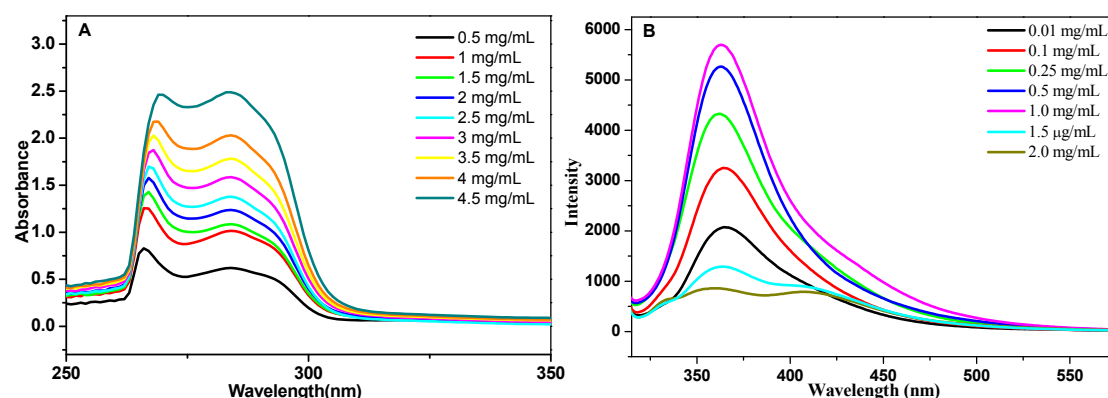 A
0.5 mg/mL
1 mg/mL
1.5 mg/mL
2 mg/mL
2.5 mg/mL
3 mg/mL
3.5 mg/mL
4 mg/mL
4.5 mg/mL
3.0
2.5
2.0
1.5
1.0
0.5
0.0
Absorbance
250
300
350
Wavelength(nm)
B
0.01 mg/mL
0.1 mg/mL
0.25 mg/mL
0.5 mg/mL
1.0 mg/mL
1.5 µg/mL
2.0 mg/mL
6000
5000
4000
3000
2000
1000
0
Intensity
350
400
450
500
550
Wavelength (nm)